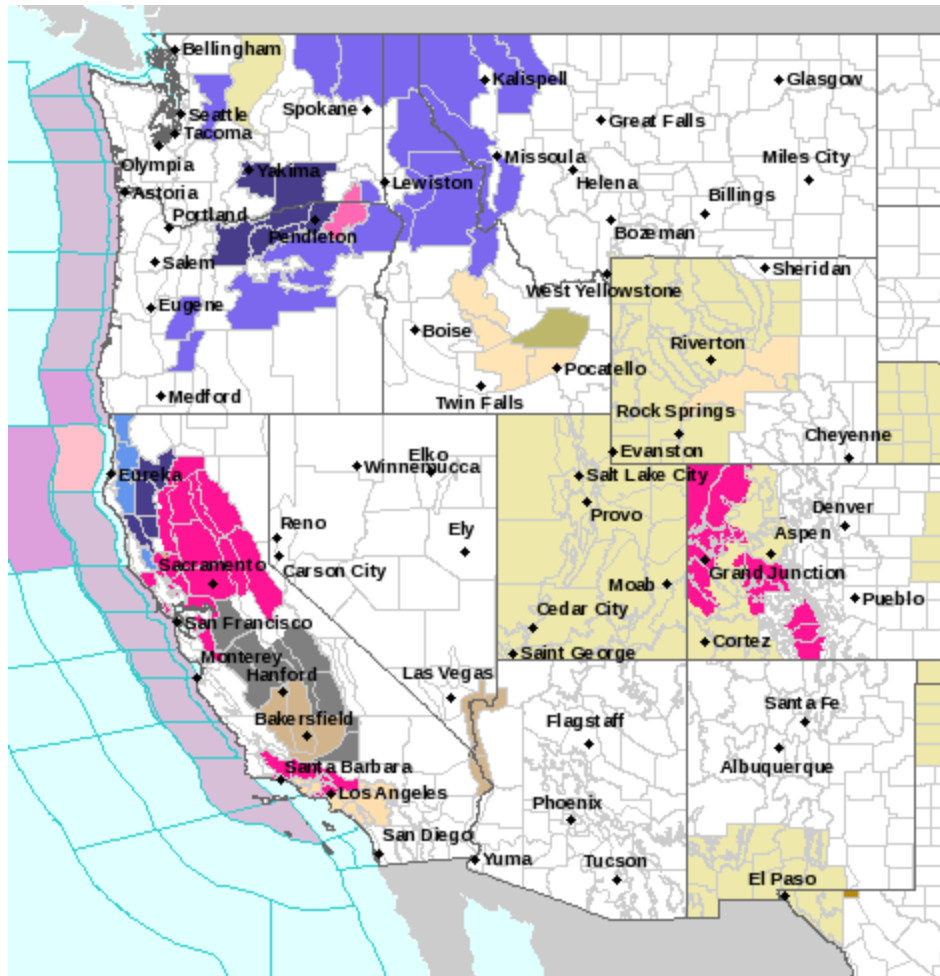 Bellingham
Kalispell
Glasgow
Seattle
Spokane
Great Falls
Tacoma
Olympia
Missoula
Miles City
Yakima
Helena
Astoria
Lewiston
Billings
Portland
Pendleton
Bozeman
Salem
Sheridan
West Yellowstone
Eugene
Boise
Riverton
Pocatello
Medford
Twin Falls
Rock Springs
Cheyenne
Evanston
Elko
Eureka
Winnemucca
Salt Lake City
Provo
Denver
Reno
Ely
Aspen
Sacramento
Carson City
Grand Junction
Moab
Pueblo
Cedar City
San Francisco
Cortez
Saint George
Monterey
Hanford
Las Vegas
Santa Fe
Bakersfield
Flagstaff
Albuquerque
Santa Barbara
Los Angeles
Phoenix
San Diego
Yuma
Tucson
El Paso